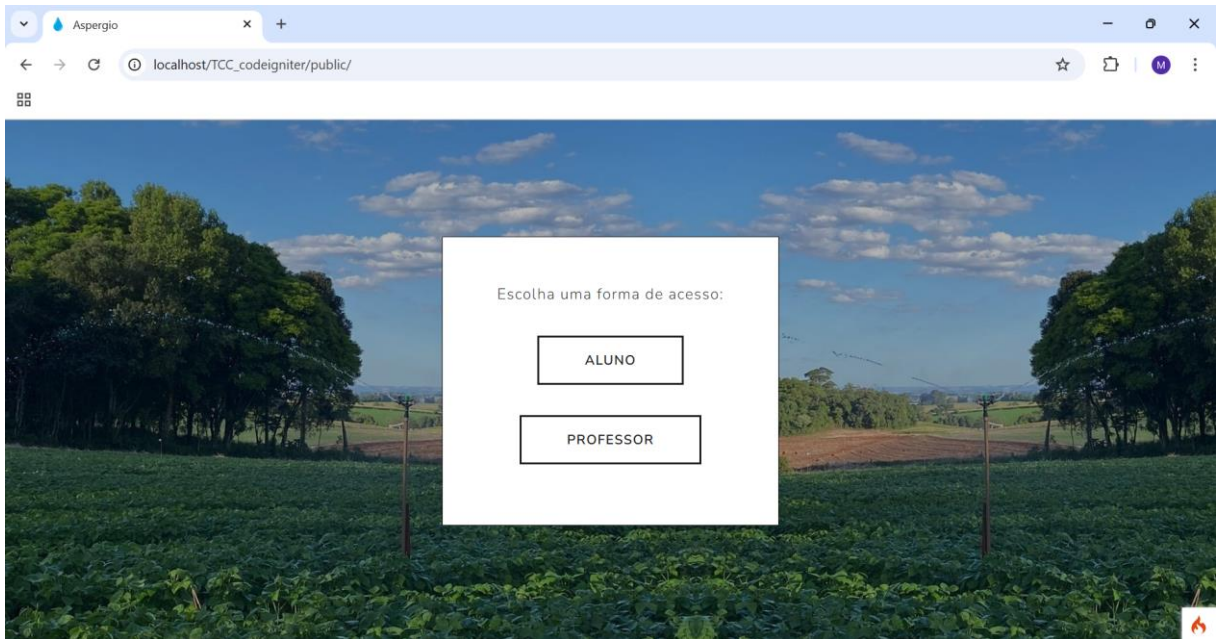 Aspergio
localhost/TCC_codeigniter/public/
M
Escolha uma forma de acesso:
ALUNO
PROFESSOR